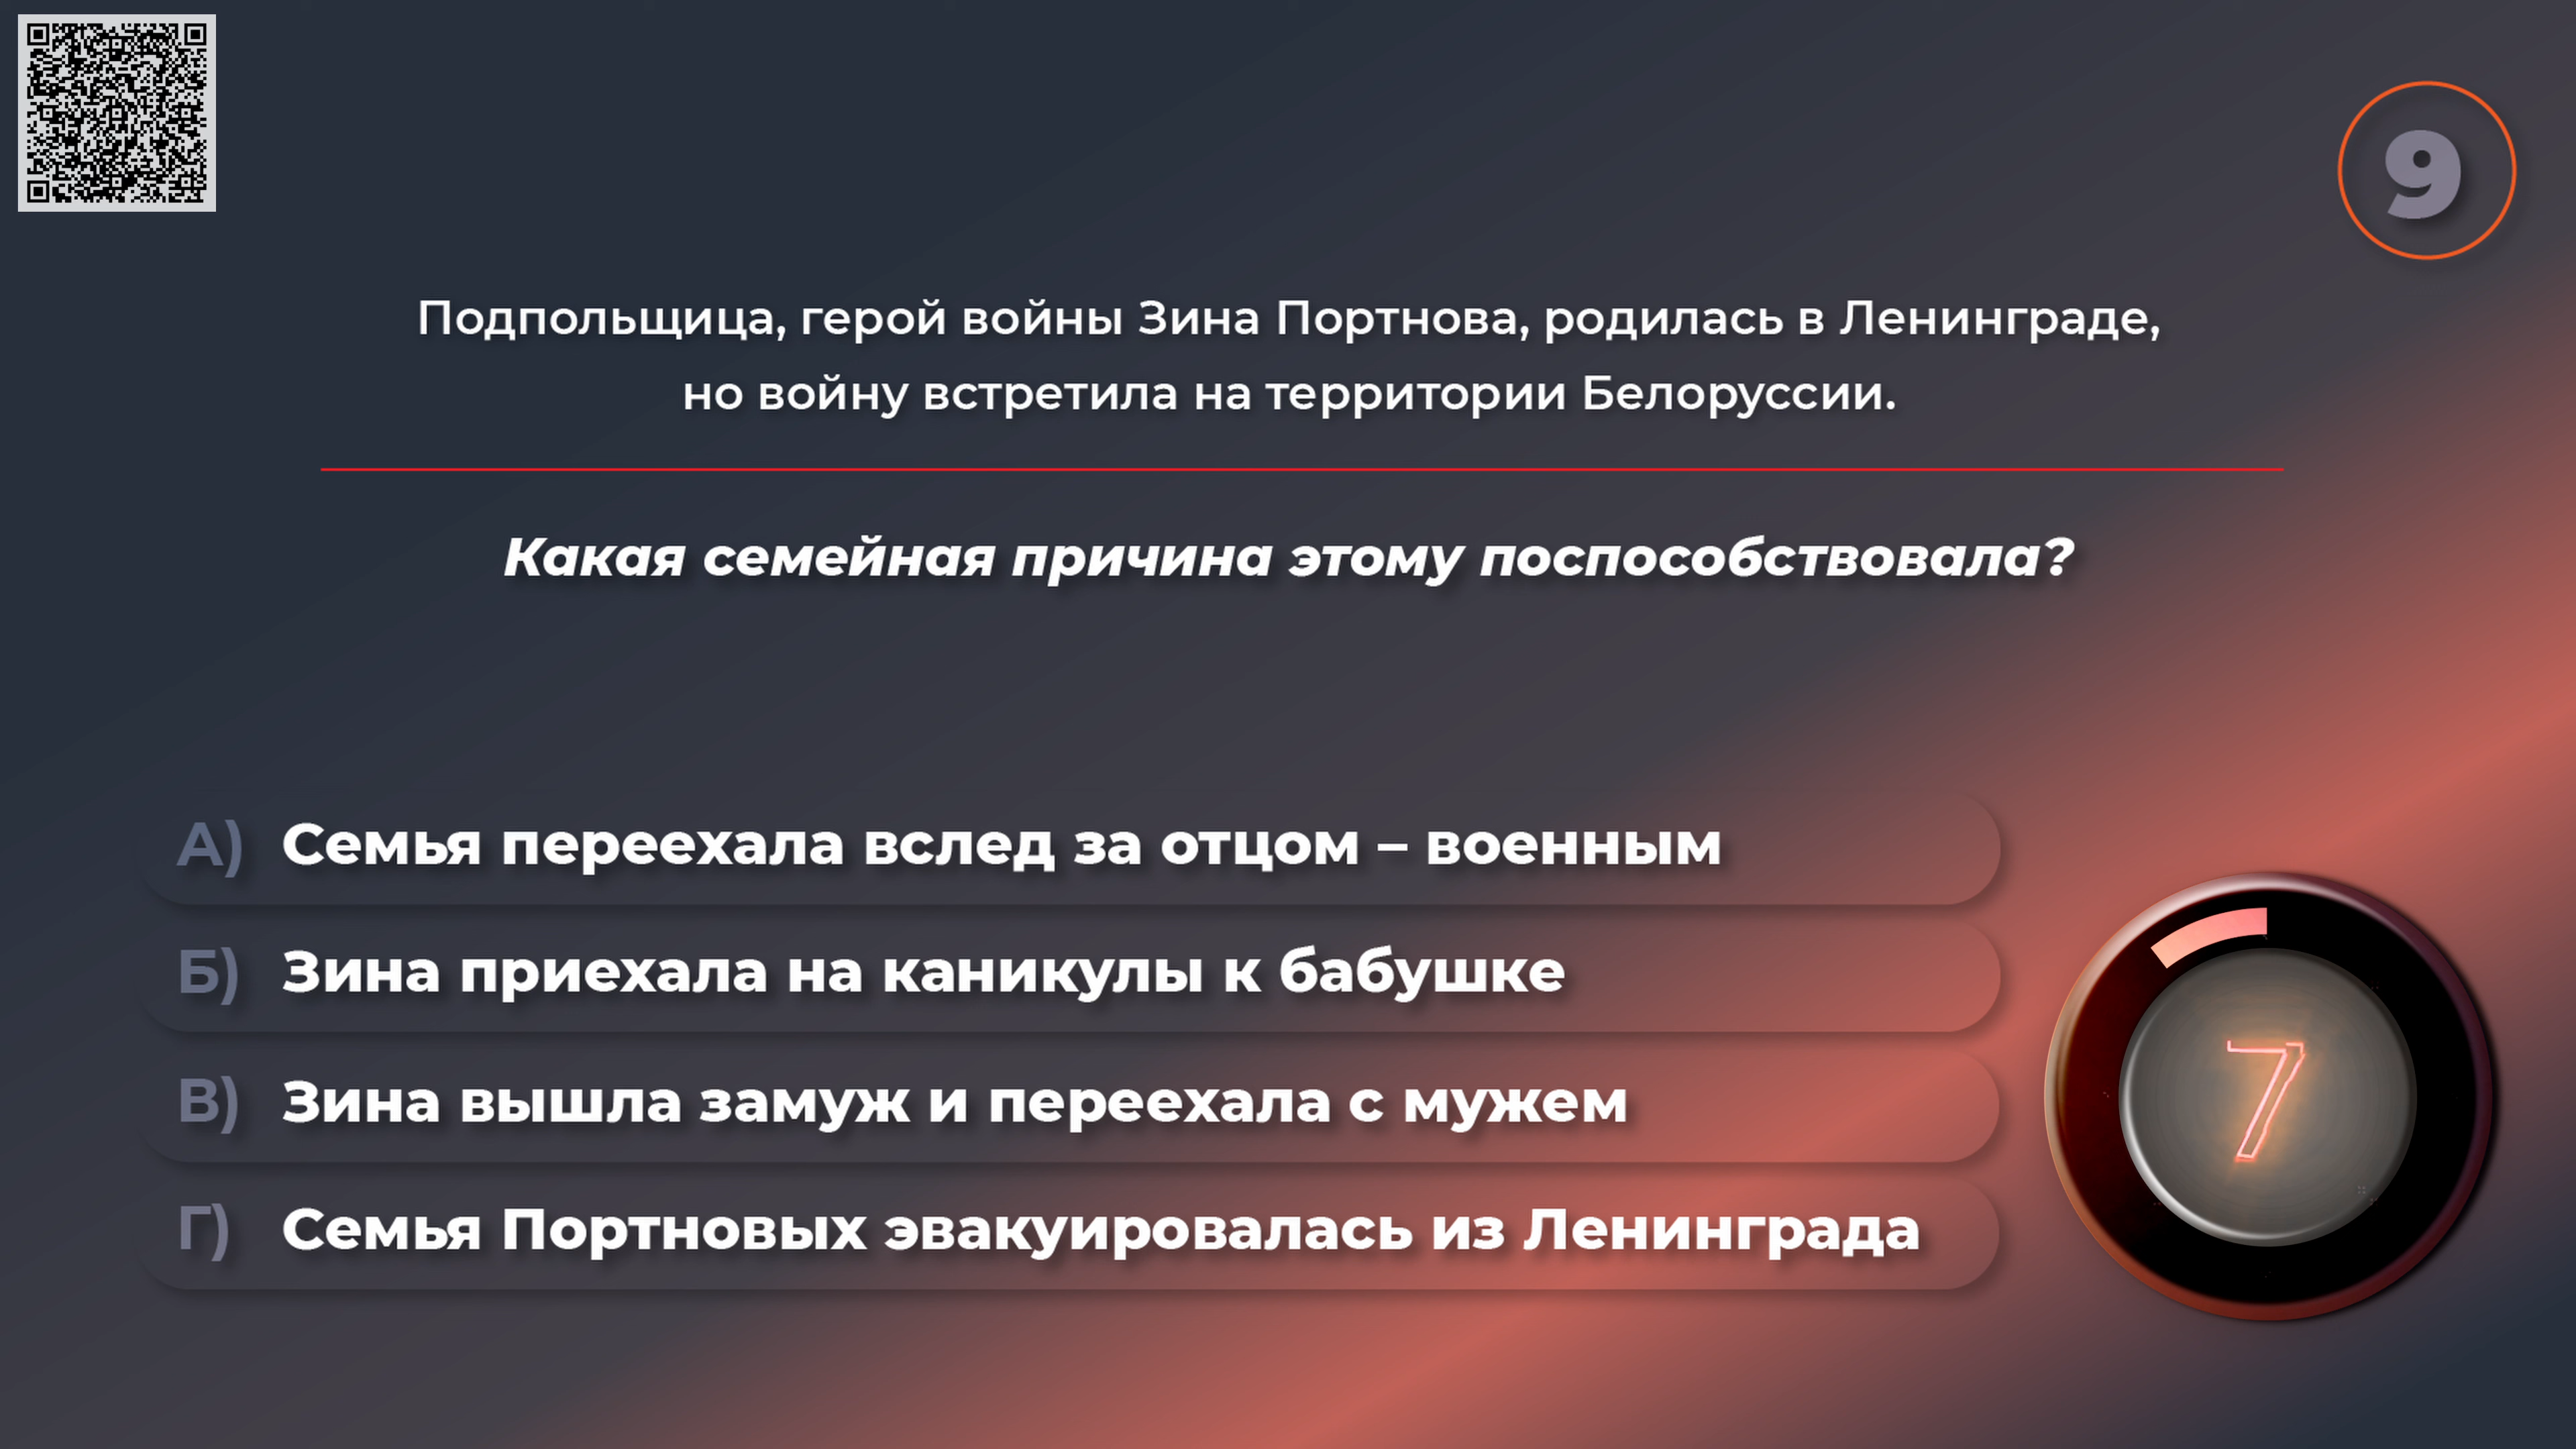 9
Подпольщица, герой войны Зина Портнова, родилась в Ленинграде,
но войну встретила на территории Белоруссии.
Какая семейная причина этому поспособствовала?
А) Семья переехала вслед за отцом – военным
Б) Зина приехала на каникулы к бабушке
В) Зина вышла замуж и переехала с мужем
Г) Семья Портновых эвакуировалась из Ленинграда
7